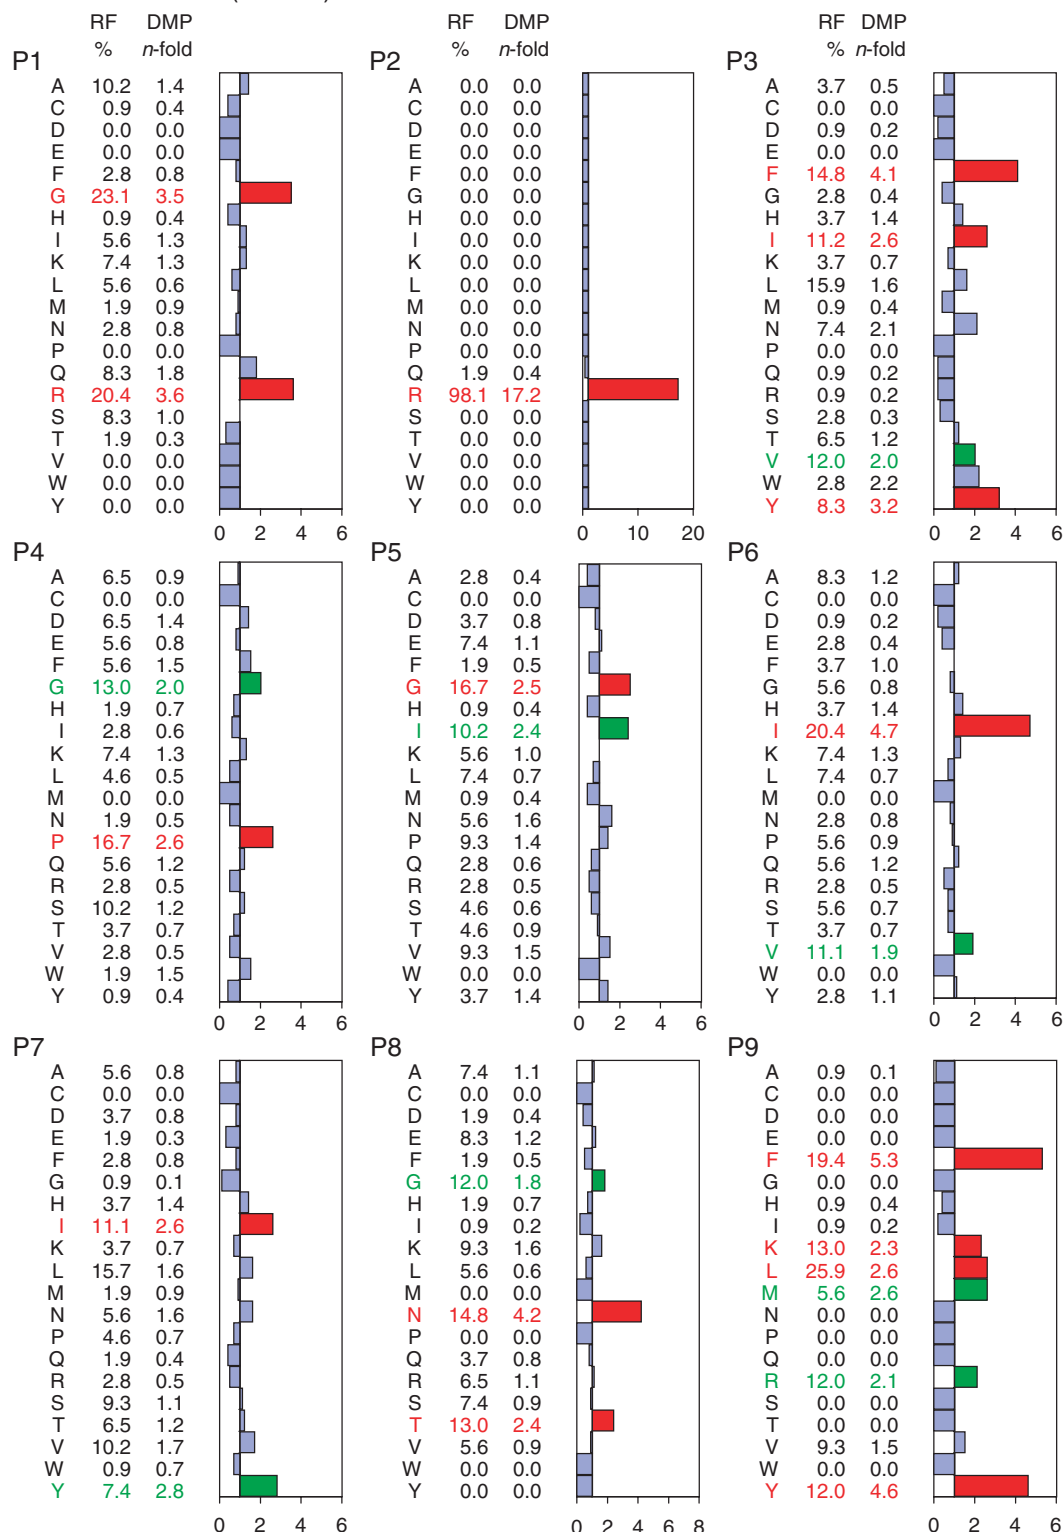 RF DMP RF DMP RF DMP
% n-fold % n-fold % n-fold
P1 P2 P3
A 10.2 1.4 A 0.0 0.0 A 3.7 0.5
C 0.9 0.4 C 0.0 0.0 C 0.0 0.0
D 0.0 0.0 D 0.0 0.0 D 0.9 0.2
E 0.0 0.0 E 0.0 0.0 E 0.0 0.0
F 2.8 0.8 F 0.0 0.0 F 14.8 4.1
G 23.1 3.5 G 0.0 0.0 G 2.8 0.4
H 0.9 0.4 H 0.0 0.0 H 3.7 1.4
I 5.6 1.3 I 0.0 0.0 I 11.2 2.6
K 7.4 1.3 K 0.0 0.0 K 3.7 0.7
L 5.6 0.6 L 0.0 0.0 L 15.9 1.6
M 1.9 0.9 M 0.0 0.0 M 0.9 0.4
N 2.8 0.8 N 0.0 0.0 N 7.4 2.1
P 0.0 0.0 P 0.0 0.0 P 0.0 0.0
Q 8.3 1.8 Q 1.9 0.4 Q 0.9 0.2
R 20.4 3.6 R 98.1 17.2 R 0.9 0.2
S 8.3 1.0 S 0.0 0.0 S 2.8 0.3
T 1.9 0.3 T 0.0 0.0 T 6.5 1.2
V 0.0 0.0 V 0.0 0.0 V 12.0 2.0
W 0.0 0.0 W 0.0 0.0 W 2.8 2.2
Y 0.0 0.0 Y 0.0 0.0 Y 8.3 3.2
0 2 4 6 0 10 20 0 2 4 6
P4 P5 P6
A 6.5 0.9 A 2.8 0.4 A 8.3 1.2
C 0.0 0.0 C 0.0 0.0 C 0.0 0.0
D 6.5 1.4 D 3.7 0.8 D 0.9 0.2
E 5.6 0.8 E 7.4 1.1 E 2.8 0.4
F 5.6 1.5 F 1.9 0.5 F 3.7 1.0
G 13.0 2.0 G 16.7 2.5 G 5.6 0.8
H 1.9 0.7 H 0.9 0.4 H 3.7 1.4
I 2.8 0.6 I 10.2 2.4 I 20.4 4.7
K 7.4 1.3 K 5.6 1.0 K 7.4 1.3
L 4.6 0.5 L 7.4 0.7 L 7.4 0.7
M 0.0 0.0 M 0.9 0.4 M 0.0 0.0
N 1.9 0.5 N 5.6 1.6 N 2.8 0.8
P 16.7 2.6 P 9.3 1.4 P 5.6 0.9
Q 5.6 1.2 Q 2.8 0.6 Q 5.6 1.2
R 2.8 0.5 R 2.8 0.5 R 2.8 0.5
S 10.2 1.2 S 4.6 0.6 S 5.6 0.7
T 3.7 0.7 T 4.6 0.9 T 3.7 0.7
V 2.8 0.5 V 9.3 1.5 V 11.1 1.9
W 1.9 1.5 W 0.0 0.0 W 0.0 0.0
Y 0.9 0.4 Y 3.7 1.4 Y 2.8 1.1
0 2 4 6 0 2 4 6 0 2 4 6
P7 P8 P9
A 5.6 0.8 A 7.4 1.1 A 0.9 0.1
C 0.0 0.0 C 0.0 0.0 C 0.0 0.0
D 3.7 0.8 D 1.9 0.4 D 0.0 0.0
E 1.9 0.3 E 8.3 1.2 E 0.0 0.0
F 2.8 0.8 F 1.9 0.5 F 19.4 5.3
G 0.9 0.1 G 12.0 1.8 G 0.0 0.0
H 3.7 1.4 H 1.9 0.7 H 0.9 0.4
I 11.1 2.6 I 0.9 0.2 I 0.9 0.2
K 3.7 0.7 K 9.3 1.6 K 13.0 2.3
L 15.7 1.6 L 5.6 0.6 L 25.9 2.6
M 1.9 0.9 M 0.0 0.0 M 5.6 2.6
N 5.6 1.6 N 14.8 4.2 N 0.0 0.0
P 4.6 0.7 P 0.0 0.0 P 0.0 0.0
Q 1.9 0.4 Q 3.7 0.8 Q 0.0 0.0
R 2.8 0.5 R 6.5 1.1 R 12.0 2.1
S 9.3 1.1 S 7.4 0.9 S 0.0 0.0
T 6.5 1.2 T 13.0 2.4 T 0.0 0.0
V 10.2 1.7 V 5.6 0.9 V 9.3 1.5
W 0.9 0.7 W 0.0 0.0 W 0.0 0.0
Y 7.4 2.8 Y 0.0 0.0 Y 12.0 4.6
0 2 4 6 0 2 4 6 8 0 2 4 6